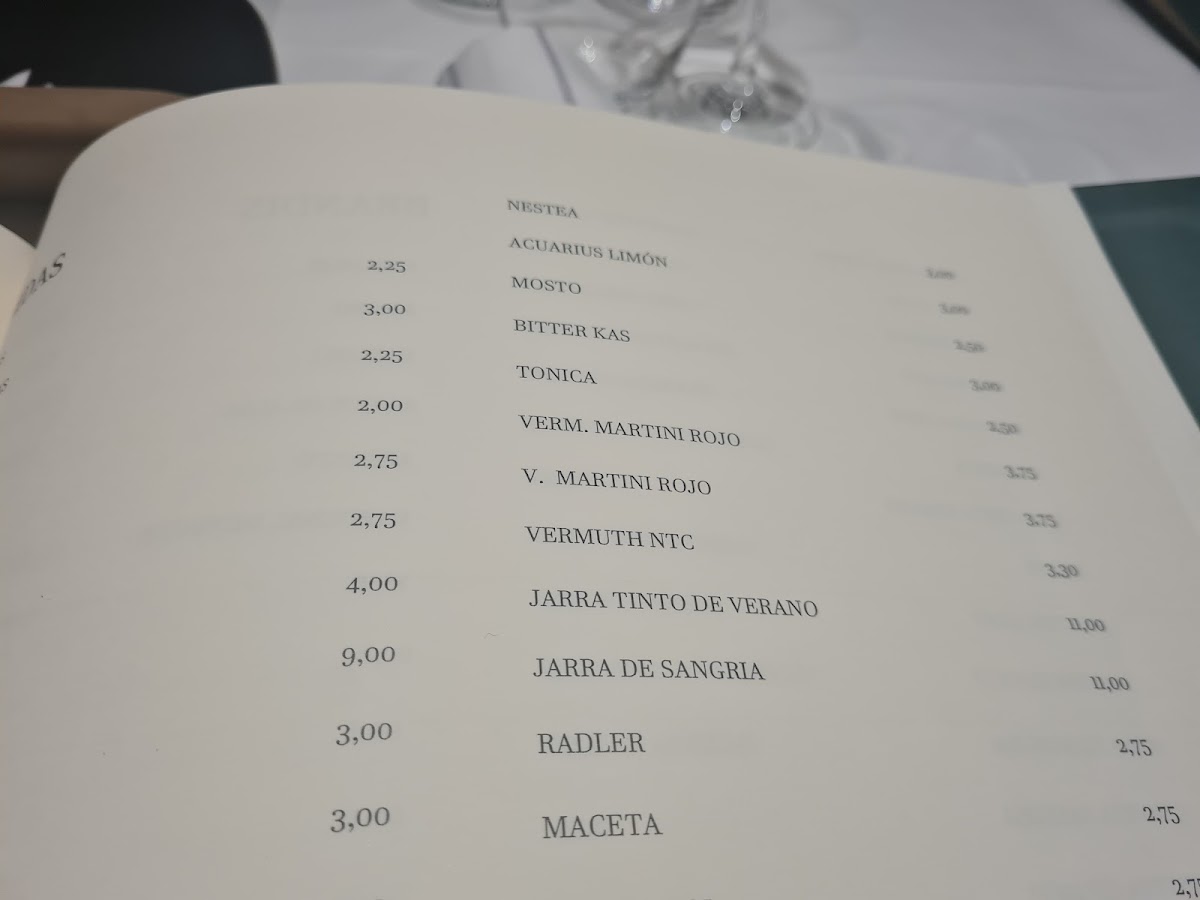 2,25
3,00
2,25
2,00
2,75
2,75
4,00
9,00
3,00
3,00
NESTEA
ACUARIUS LIMÓN
MOSTO
BITTER KAS
TONICA
VERM. MARTINI ROJO 3,75
V. MARTINI ROJO 3,75
VERMUTH NTC 3,30
JARRA TINTO DE VERANO 11,00
JARRA DE SANGRIA 11,00
RADLER 2,75
MACETA 2,75